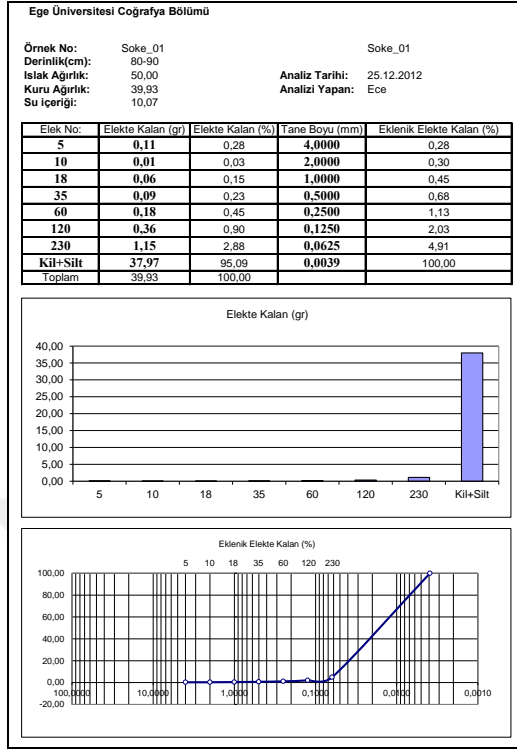 Ege Üniversitesi Coğrafya Bölümü
Örnek No: Soke_01 Soke_01
Derinlik(cm): 80-90
Islak Ağırlık: 50,00 Analiz Tarihi: 25.12.2012
Kuru Ağırlık: 39,93 Analizi Yapan: Ece
Su içeriği: 10,07
Elek No: Elekte Kalan (gr) Elekte Kalan (%) Tane Boyu (mm) Eklenik Elekte Kalan (%)
5 0,11 0,28 4,0000 0,28
10 0,01 0,03 2,0000 0,30
18 0,06 0,15 1,0000 0,45
35 0,09 0,23 0,5000 0,68
60 0,18 0,45 0,2500 1,13
120 0,36 0,90 0,1250 2,03
230 1,15 2,88 0,0625 4,91
Kil+Silt 37,97 95,09 0,0039 100,00
Toplam 39,93 100,00
Elekte Kalan (gr)
40,00
35,00
30,00
25,00
20,00
15,00
10,00
5,00
0,00
5 10 18 35 60 120 230 Kil+Silt
Eklenik Elekte Kalan (%)
5 10 18 35 60 120 230
100,00
80,00
60,00
40,00
20,00
0,00
100,0000 10,0000 1,0000 0,1000 0,0100 0,0010
-20,00